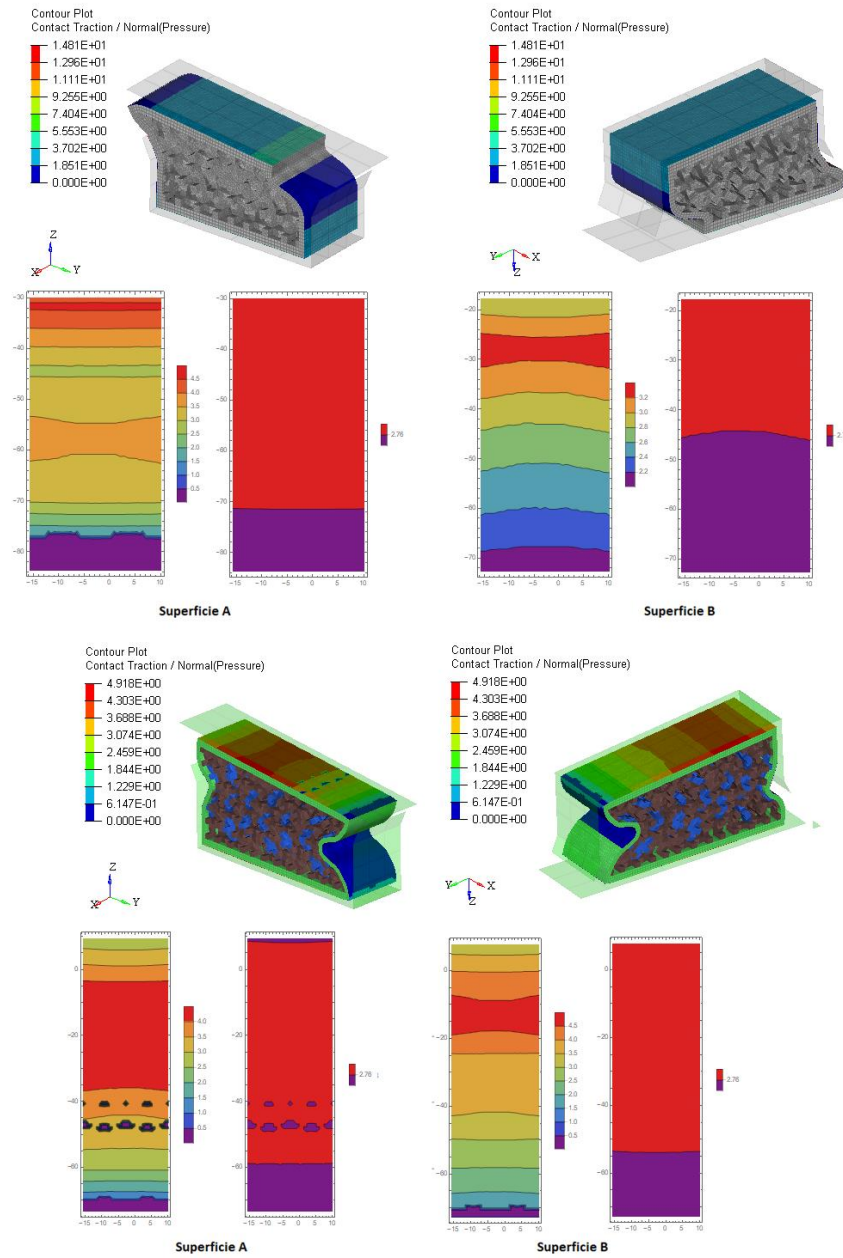 Contour Plot
Contact Traction / Normal(Pressure)
1.481E+01
1.296E+01
1.111E+01
9.255E+00
7.404E+00
5.553E+00
3.702E+00
1.851E+00
0.000E+00
Z
X Y
Contour Plot
Contact Traction / Normal(Pressure)
1.481E+01
1.296E+01
1.111E+01
9.255E+00
7.404E+00
5.553E+00
3.702E+00
1.851E+00
0.000E+00
Y X
Z
-30
-40
-50
-60
-70
-80
-15 -10 -5 0 5 10
4.5
4.0
3.5
3.0
2.5
2.0
1.5
1.0
0.5
-30
-40
-50
-60
-70
-80
-15 -10 -5 0 5 10
2.76
Superficie A
-20
-30
-40
-50
-60
-70
-15 -10 -5 0 5 10
3.2
3.0
2.8
2.6
2.4
2.2
-20
-30
-40
-50
-60
-70
-15 -10 -5 0 5 10
2.
Superficie B
Contour Plot
Contact Traction / Normal(Pressure)
4.918E+00
4.303E+00
3.688E+00
3.074E+00
2.459E+00
1.844E+00
1.229E+00
6.147E-01
0.000E+00
Z
X Y
Contour Plot
Contact Traction / Normal(Pressure)
4.918E+00
4.303E+00
3.688E+00
3.074E+00
2.459E+00
1.844E+00
1.229E+00
6.147E-01
0.000E+00
Y X
Z
0
-20
-40
-60
-15 -10 -5 0 5 10
4.0
3.5
3.0
2.5
2.0
1.5
1.0
0.5
0
-20
-40
-60
-15 -10 -5 0 5 10
2.76
Superficie A
0
-20
-40
-60
-15 -10 -5 0 5 10
4.5
4.0
3.5
3.0
2.5
2.0
1.5
1.0
0.5
0
-20
-40
-60
-15 -10 -5 0 5 10
2.76
Superficie B